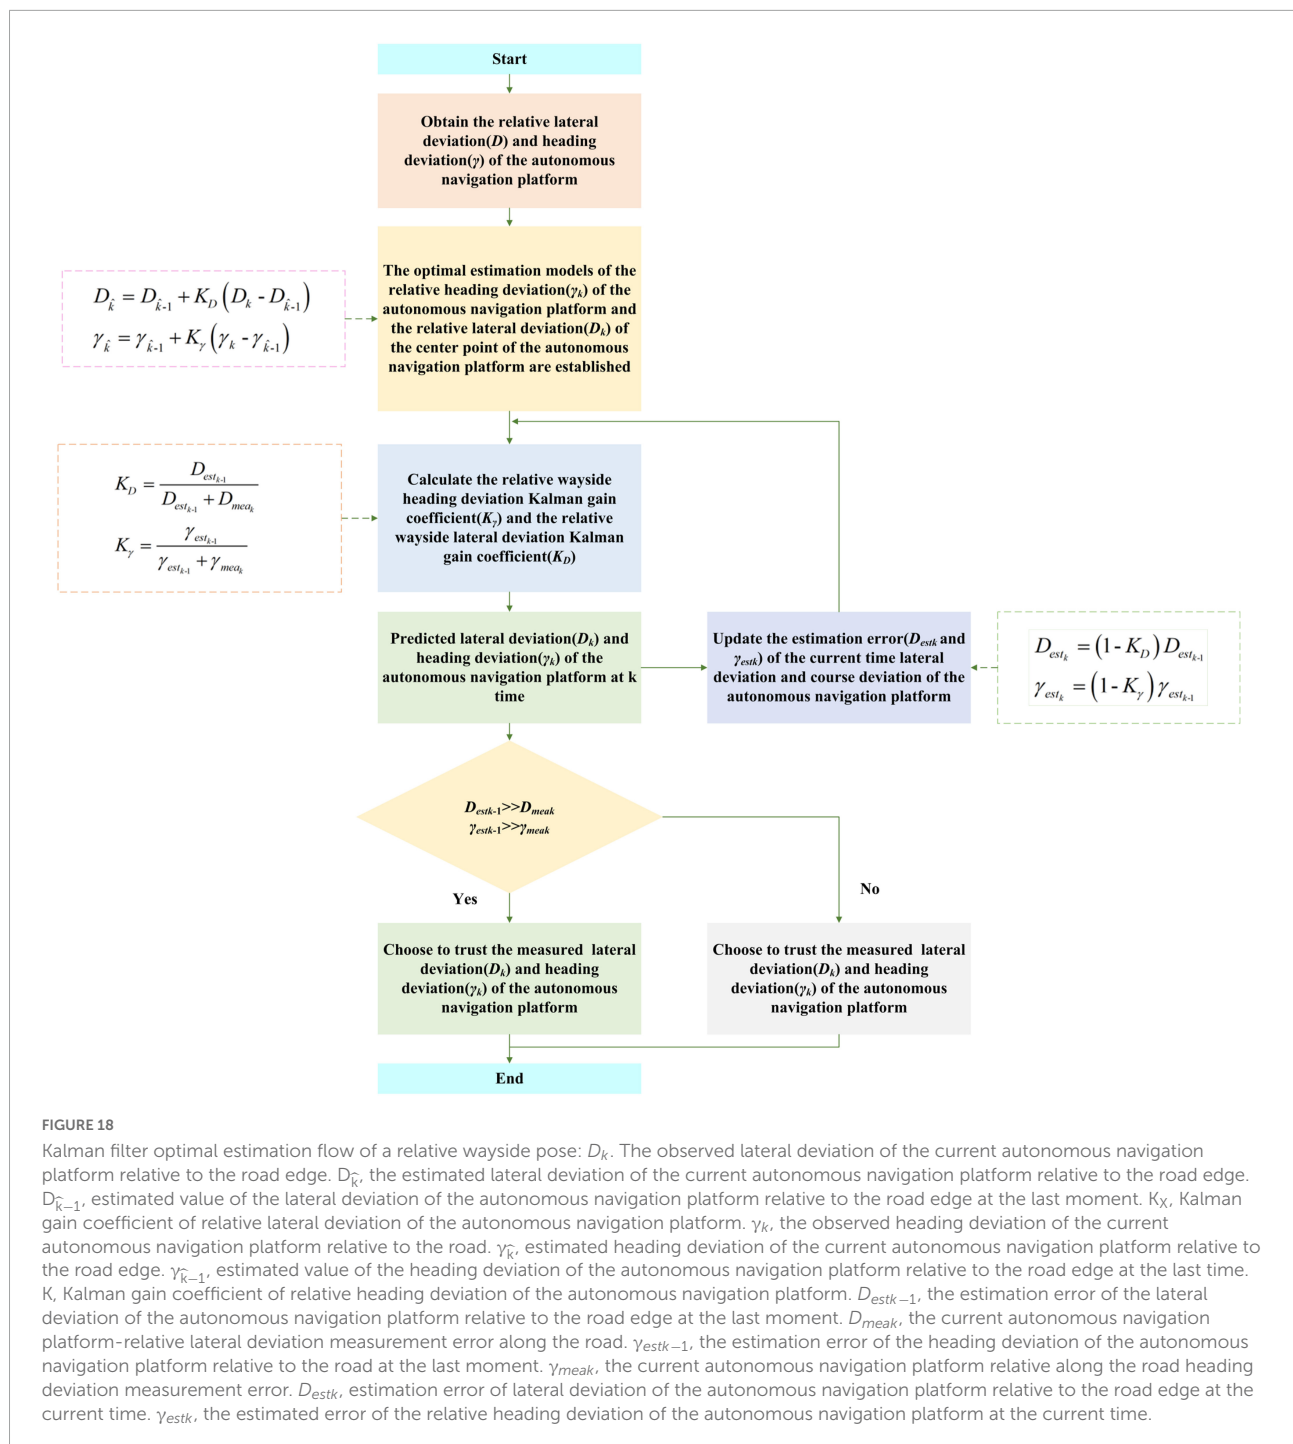 Start
Obtain the relative lateral
deviation(D) and heading
deviation(γ) of the autonomous
navigation platform
The optimal estimation models of the
relative heading deviation(γk) of the
autonomous navigation platform and
the relative lateral deviation(Dk) of
the center point of the autonomous
navigation platform are established
D_k̂ = D_k̂-1 + K_D (D_k - D_k̂-1)
γ_k̂ = γ_k̂-1 + K_γ (γ_k - γ_k̂-1)
K_D = D_est_k-1 / (D_est_k-1 + D_mea_k)
K_γ = γ_est_k-1 / (γ_est_k-1 + γ_mea_k)
Calculate the relative wayside
heading deviation Kalman gain
coefficient(Kγ) and the relative
wayside lateral deviation Kalman
gain coefficient(KD)
Predicted lateral deviation(Dk) and
heading deviation(γk) of the
autonomous navigation platform at k
time
Update the estimation error(Destk and
γestk) of the current time lateral
deviation and course deviation of the
autonomous navigation platform
D_est_k = (1 - K_D) D_est_k-1
γ_est_k = (1 - K_γ) γ_est_k-1
Destk-1>>Dmeak
γestk-1>>γmeak
Yes
No
Choose to trust the measured lateral
deviation(Dk) and heading
deviation(γk) of the autonomous
navigation platform
Choose to trust the measured lateral
deviation(Dk) and heading
deviation(γk) of the autonomous
navigation platform
End
FIGURE 18
Kalman filter optimal estimation flow of a relative wayside pose: Dk. The observed lateral deviation of the current autonomous navigation
platform relative to the road edge. D_k̂, the estimated lateral deviation of the current autonomous navigation platform relative to the road edge.
D_k̂−1, estimated value of the lateral deviation of the autonomous navigation platform relative to the road edge at the last moment. KX, Kalman
gain coefficient of relative lateral deviation of the autonomous navigation platform. γk, the observed heading deviation of the current
autonomous navigation platform relative to the road. γ_k̂, estimated heading deviation of the current autonomous navigation platform relative to
the road edge. γ_k̂−1, estimated value of the heading deviation of the autonomous navigation platform relative to the road edge at the last time.
K, Kalman gain coefficient of relative heading deviation of the autonomous navigation platform. Destk−1, the estimation error of the lateral
deviation of the autonomous navigation platform relative to the road edge at the last moment. Dmeak, the current autonomous navigation
platform-relative lateral deviation measurement error along the road. γestk−1, the estimation error of the heading deviation of the autonomous
navigation platform relative to the road at the last moment. γmeak, the current autonomous navigation platform relative along the road heading
deviation measurement error. Destk, estimation error of lateral deviation of the autonomous navigation platform relative to the road edge at the
current time. γestk, the estimated error of the relative heading deviation of the autonomous navigation platform at the current time.